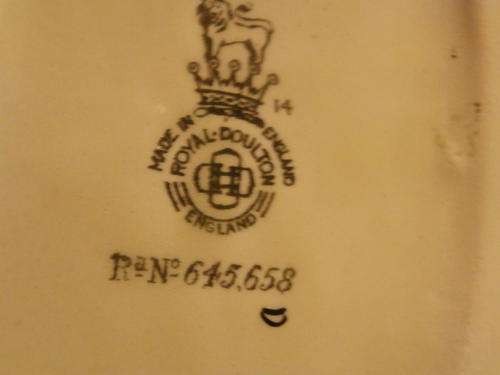 14
MADE IN ENGLAND
ROYAL·DOULTON
ENGLAND
Rᵈ Nº 645,658